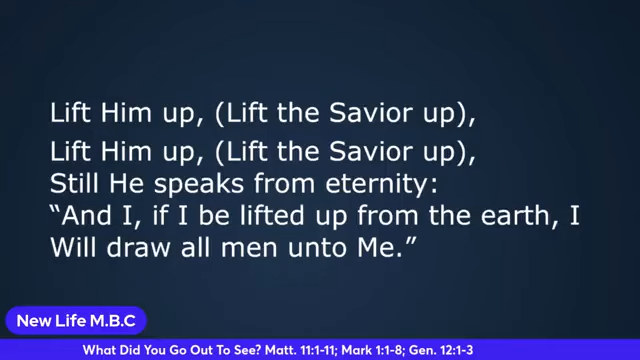 Lift Him up, (Lift the Savior up),
Lift Him up, (Lift the Savior up),
Still He speaks from eternity:
“And I, if I be lifted up from the earth, I
Will draw all men unto Me.”
New Life M.B.C
What Did You Go Out To See? Matt. 11:1-11; Mark 1:1-8; Gen. 12:1-3